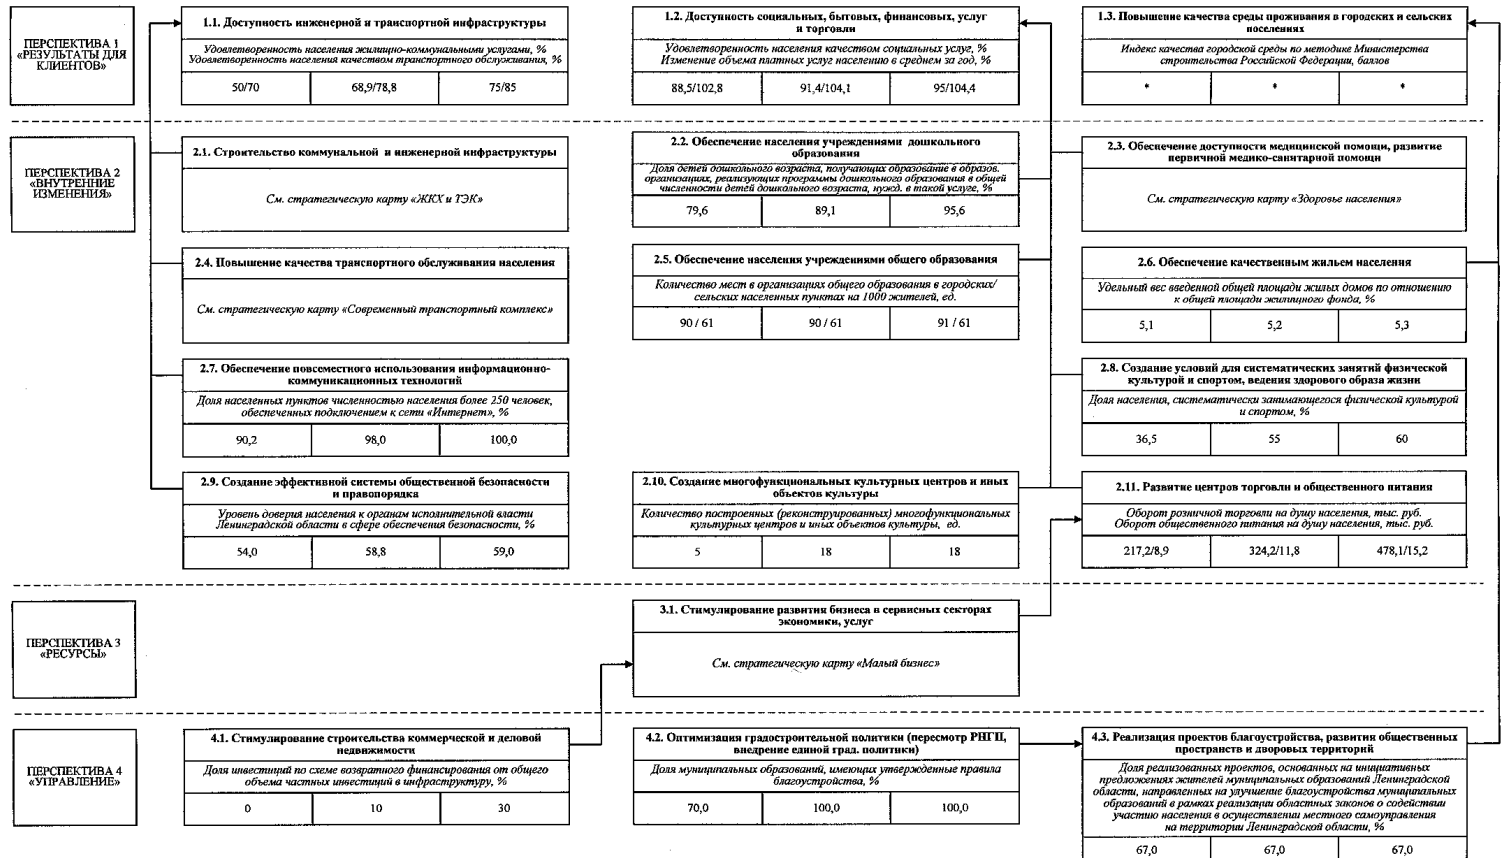 ПЕРСПЕКТИВА 1
«РЕЗУЛЬТАТЫ ДЛЯ
КЛИЕНТОВ»
1.1. Доступность инженерной и транспортной инфраструктуры
Удовлетворенность населения жилищно-коммунальными услугами, %
Удовлетворенность населения качеством транспортного обслуживания, %
50/70 68,9/78,8 75/85
1.2. Доступность социальных, бытовых, финансовых, услуг
и торговли
Удовлетворенность населения качеством социальных услуг, %
Изменение объема платных услуг населению в среднем за год, %
88,5/102,8 91,4/104,1 95/104,4
1.3. Повышение качества среды проживания в городских и сельских
поселениях
Индекс качества городской среды по методике Министерства
строительства Российской Федерации, баллов
* * *
ПЕРСПЕКТИВА 2
«ВНУТРЕННИЕ
ИЗМЕНЕНИЯ»
2.1. Строительство коммунальной и инженерной инфраструктуры
См. стратегическую карту «ЖКХ и ТЭК»
2.2. Обеспечение населения учреждениями дошкольного
образования
Доля детей дошкольного возраста, получающих образование в образов.
организациях, реализующих программы дошкольного образования в общей
численности детей дошкольного возраста, нужд. в такой услуге, %
79,6 89,1 95,6
2.3. Обеспечение доступности медицинской помощи, развитие
первичной медико-санитарной помощи
См. стратегическую карту «Здоровье населения»
2.4. Повышение качества транспортного обслуживания населения
См. стратегическую карту «Современный транспортный комплекс»
2.5. Обеспечение населения учреждениями общего образования
Количество мест в организациях общего образования в городских/
сельских населенных пунктах на 1000 жителей, ед.
90 / 61 90 / 61 91 / 61
2.6. Обеспечение качественным жильем населения
Удельный вес введенной общей площади жилых домов по отношению
к общей площади жилищного фонда, %
5,1 5,2 5,3
2.7. Обеспечение повсеместного использования информационно-
коммуникационных технологий
Доля населенных пунктов численностью населения более 250 человек,
обеспеченных подключением к сети «Интернет», %
90,2 98,0 100,0
2.8. Создание условий для систематических занятий физической
культурой и спортом, ведения здорового образа жизни
Доля населения, систематически занимающегося физической культурой
и спортом, %
36,5 55 60
2.9. Создание эффективной системы общественной безопасности
и правопорядка
Уровень доверия населения к органам исполнительной власти
Ленинградской области в сфере обеспечения безопасности, %
54,0 58,8 59,0
2.10. Создание многофункциональных культурных центров и иных
объектов культуры
Количество построенных (реконструированных) многофункциональных
культурных центров и иных объектов культуры, ед.
5 18 18
2.11. Развитие центров торговли и общественного питания
Оборот розничной торговли на душу населения, тыс. руб.
Оборот общественного питания на душу населения, тыс. руб.
217,2/8,9 324,2/11,8 478,1/15,2
ПЕРСПЕКТИВА 3
«РЕСУРСЫ»
3.1. Стимулирование развития бизнеса в сервисных секторах
экономики, услуг
См. стратегическую карту «Малый бизнес»
ПЕРСПЕКТИВА 4
«УПРАВЛЕНИЕ»
4.1. Стимулирование строительства коммерческой и деловой
недвижимости
Доля инвестиций по схеме возвратного финансирования от общего
объема частных инвестиций в инфраструктуру, %
0 10 30
4.2. Оптимизация градостроительной политики (пересмотр РНГП,
внедрение единой град. политики)
Доля муниципальных образований, имеющих утвержденные правила
благоустройства, %
70,0 100,0 100,0
4.3. Реализация проектов благоустройства, развития общественных
пространств и дворовых территорий
Доля реализованных проектов, основанных на инициативных
предложениях жителей муниципальных образований Ленинградской
области, направленных на улучшение благоустройства муниципальных
образований в рамках реализации областных законов о содействии
участию населения в осуществлении местного самоуправления
на территории Ленинградской области, %
67,0 67,0 67,0